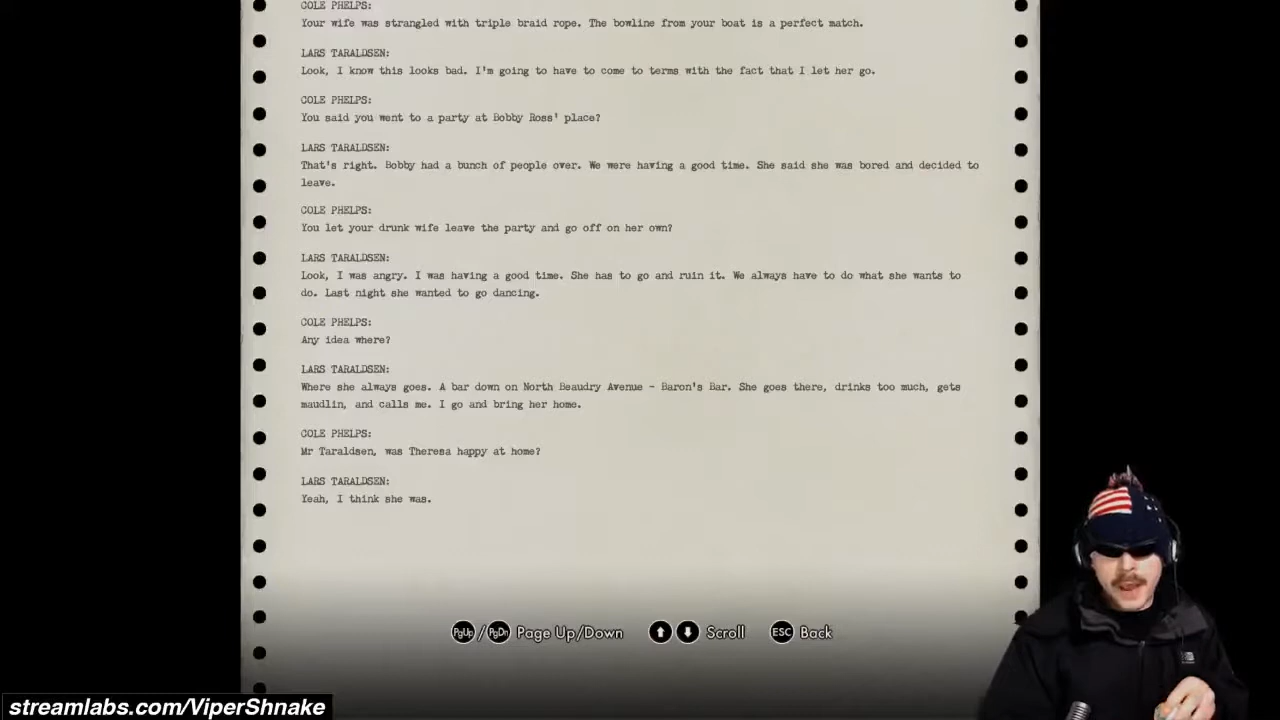 COLE PHELPS:
Your wife was strangled with triple braid rope. The bowline from your boat is a perfect match.
LARS TARALDSEN:
Look, I know this looks bad. I'm going to have to come to terms with the fact that I let her go.
COLE PHELPS:
You said you went to a party at Bobby Ross' place?
LARS TARALDSEN:
That's right. Bobby had a bunch of people over. We were having a good time. She said she was bored and decided to
leave.
COLE PHELPS:
You let your drunk wife leave the party and go off on her own?
LARS TARALDSEN:
Look, I was angry. I was having a good time. She has to go and ruin it. We always have to do what she wants to
do. Last night she wanted to go dancing.
COLE PHELPS:
Any idea where?
LARS TARALDSEN:
Where she always goes. A bar down on North Beaudry Avenue - Baron's Bar. She goes there, drinks too much, gets
maudlin, and calls me. I go and bring her home.
COLE PHELPS:
Mr Taraldsen, was Theresa happy at home?
LARS TARALDSEN:
Yeah, I think she was.
PgUp / PgDn Page Up/Down Scroll ESC Back
streamlabs.com/ViperShnake